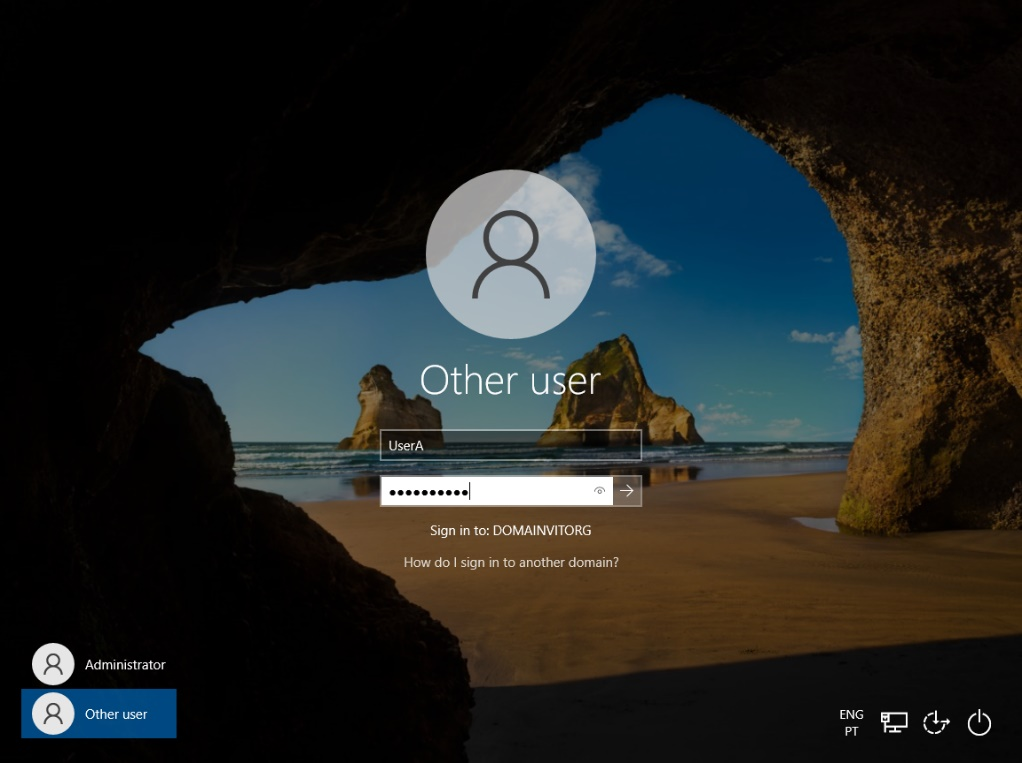 Other user
UserA
Sign in to: DOMAINVITORG
How do I sign in to another domain?
Administrator
Other user
ENG
PT